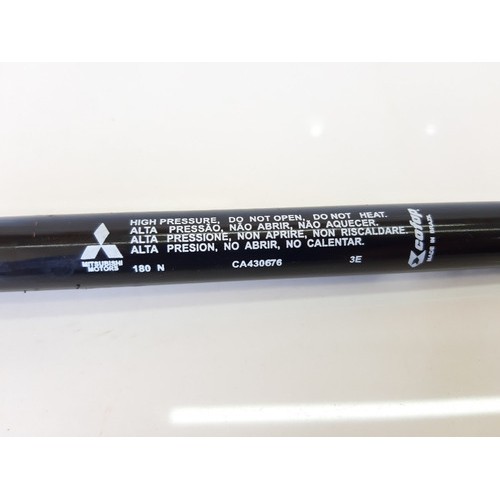 HIGH PRESSURE, DO NOT OPEN, DO NOT HEAT.
ALTA PRESSÃO, NÃO ABRIR, NÃO AQUECER.
ALTA PRESSIONE, NON APRIRE, NON RISCALDARE
ALTA PRESION, NO ABRIR, NO CALENTAR.
MITSUBISHI
MOTORS
180 N CA430676 3E
cofap
MADE IN BRAZIL